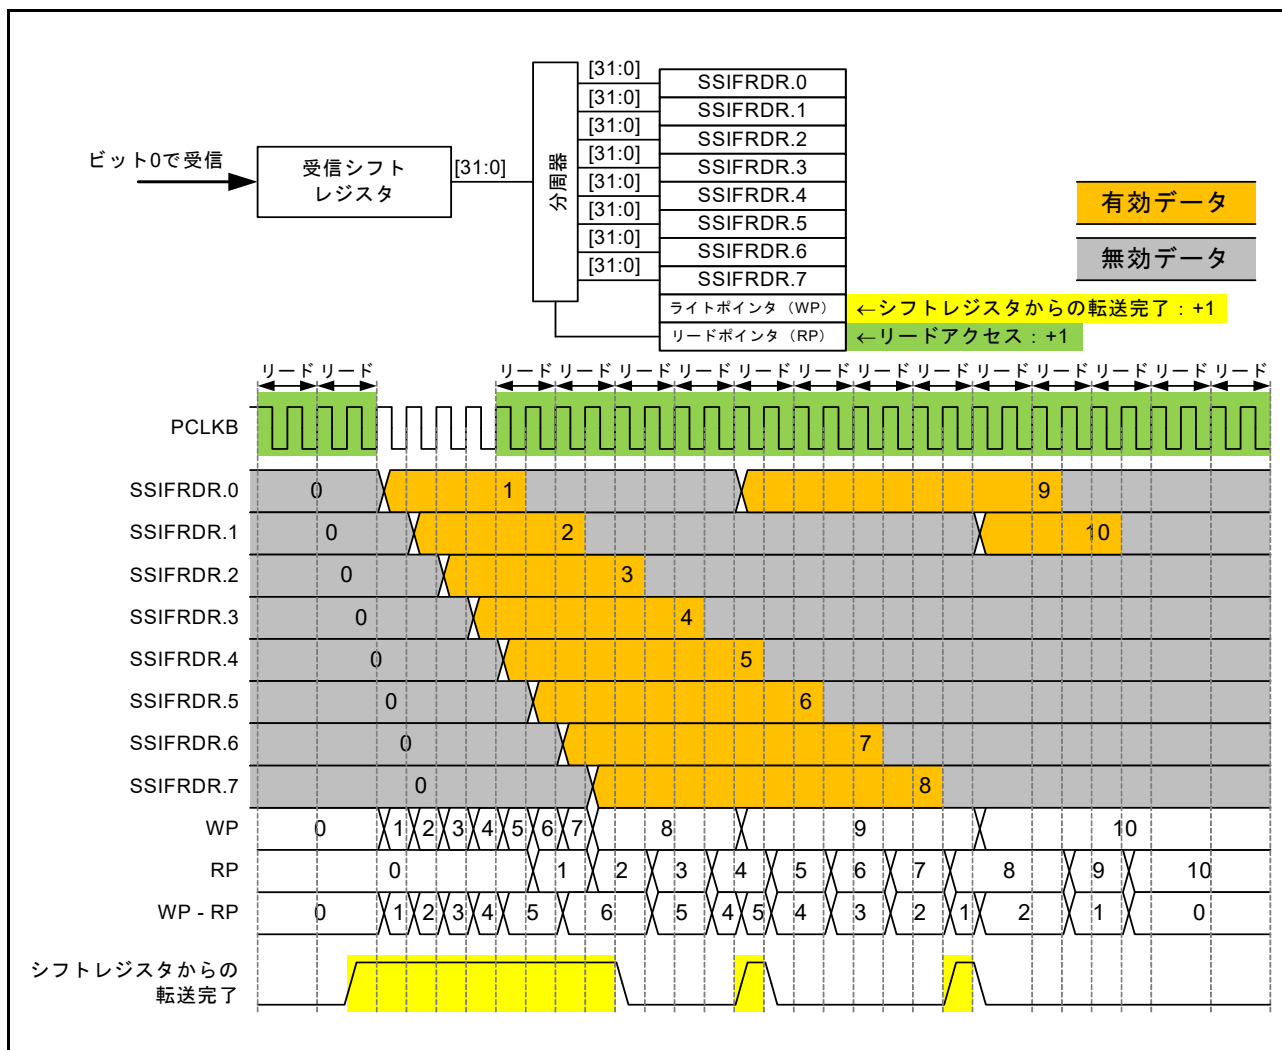 [31:0]
SSIFRDR.0
[31:0]
SSIFRDR.1
[31:0]
SSIFRDR.2
[31:0]
SSIFRDR.3
[31:0]
SSIFRDR.4
[31:0]
SSIFRDR.5
[31:0]
SSIFRDR.6
[31:0]
SSIFRDR.7
ビット0で受信
受信シフト
レジスタ
[31:0]
分周器
有効データ
無効データ
ライトポインタ（WP）
←シフトレジスタからの転送完了：+1
リードポインタ（RP）
←リードアクセス：+1
リード リード リード リード リード リード リード リード リード リード リード リード リード リード リード
PCLKB
SSIFRDR.0 0 1 9
SSIFRDR.1 0 2 10
SSIFRDR.2 0 3
SSIFRDR.3 0 4
SSIFRDR.4 0 5
SSIFRDR.5 0 6
SSIFRDR.6 0 7
SSIFRDR.7 0 8
WP 0 1 2 3 4 5 6 7 8 9 10
RP 0 1 2 3 4 5 6 7 8 9 10
WP - RP 0 1 2 3 4 5 6 5 4 5 4 3 2 1 2 1 0
シフトレジスタからの
転送完了